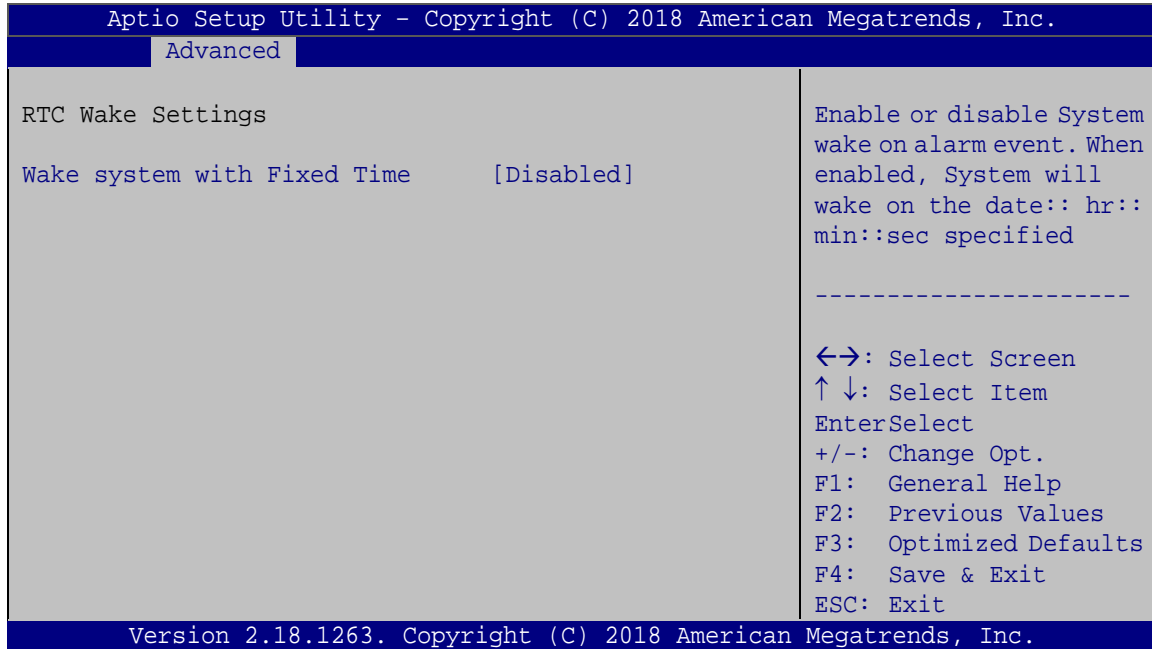 Aptio Setup Utility – Copyright (C) 2018 American Megatrends, Inc.
Advanced
RTC Wake Settings
Wake system with Fixed Time [Disabled]
Enable or disable System
wake on alarm event. When
enabled, System will
wake on the date:: hr::
min::sec specified
----------------------
←→: Select Screen
↑ ↓: Select Item
EnterSelect
+/-: Change Opt.
F1: General Help
F2: Previous Values
F3: Optimized Defaults
F4: Save & Exit
ESC: Exit
Version 2.18.1263. Copyright (C) 2018 American Megatrends, Inc.